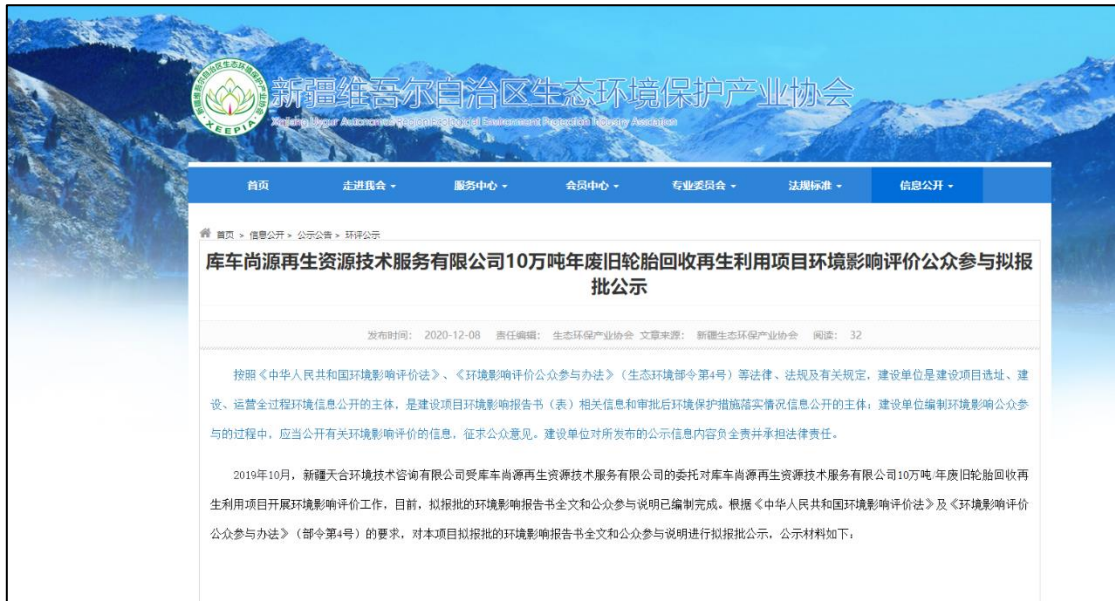 新疆维吾尔自治区生态环境保护产业协会
XEEPIA
首页 走进我会 服务中心 会员中心 专业委员会 法规标准 信息公开
首页 > 信息公开 > 公示公告 > 环评公示
库车尚源再生资源技术服务有限公司10万吨年废旧轮胎回收再生利用项目环境影响评价公众参与拟报
批公示
发布时间： 2020-12-08 责任编辑： 生态环保产业协会 文章来源： 新疆生态环保产业协会 阅读： 32
按照《中华人民共和国环境影响评价法》、《环境影响评价公众参与办法》（生态环境部令第4号）等法律、法规及有关规定，建设单位是建设项目选址、建
设、运营全过程环境信息公开的主体，是建设项目环境影响报告书（表）相关信息和审批后环境保护措施落实情况信息公开的主体；建设单位编制环境影响公众参
与的过程中，应当公开有关环境影响评价的信息，征求公众意见。建设单位对所发布的公示信息内容负全责并承担法律责任。
2019年10月，新疆天合环境技术咨询有限公司受库车尚源再生资源技术服务有限公司的委托对库车尚源再生资源技术服务有限公司10万吨/年废旧轮胎回收再
生利用项目开展环境影响评价工作，目前，拟报批的环境影响报告书全文和公众参与说明已编制完成。根据《中华人民共和国环境影响评价法》及《环境影响评价
公众参与办法》（部令第4号）的要求，对本项目拟报批的环境影响报告书全文和公众参与说明进行拟报批公示，公示材料如下：